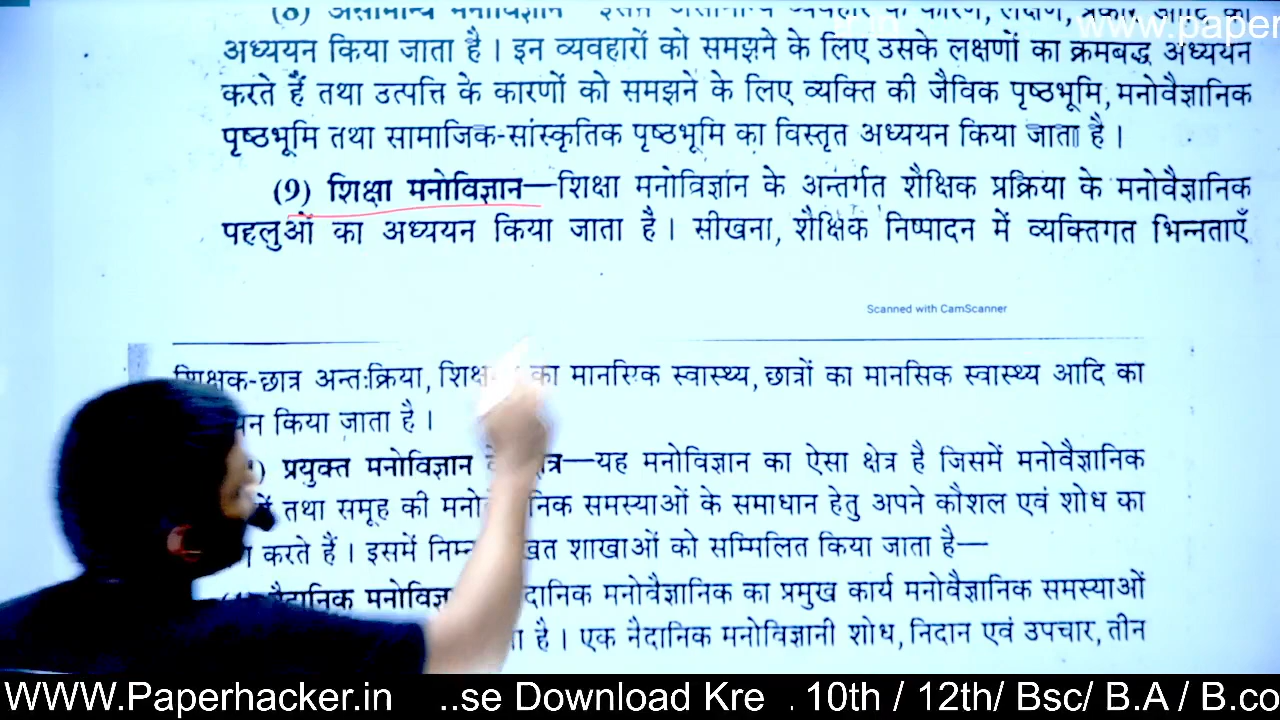 (8) असामान्य मनोविज्ञान
www.paper
अध्ययन किया जाता है । इन व्यवहारों को समझने के लिए उसके लक्षणों का क्रमबद्ध अध्ययन
करते हैं तथा उत्पत्ति के कारणों को समझने के लिए व्यक्ति की जैविक पृष्ठभूमि, मनोवैज्ञानिक
पृष्ठभूमि तथा सामाजिक-सांस्कृतिक पृष्ठभूमि का विस्तृत अध्ययन किया जाता है ।
(9) शिक्षा मनोविज्ञान—शिक्षा मनोविज्ञान के अन्तर्गत शैक्षिक प्रक्रिया के मनोवैज्ञानिक
पहलुओं का अध्ययन किया जाता है । सीखना, शैक्षिक निष्पादन में व्यक्तिगत भिन्नताएँ
Scanned with CamScanner
शिक्षक-छात्र अन्तःक्रिया, का मानसिक स्वास्थ्य, छात्रों का मानसिक स्वास्थ्य आदि का
किया जाता है ।
प्रयुक्त मनोविज्ञान —यह मनोविज्ञान का ऐसा क्षेत्र है जिसमें मनोवैज्ञानिक
तथा समूह की समस्याओं के समाधान हेतु अपने कौशल एवं शोध का
करते हैं । इसमें शाखाओं को सम्मिलित किया जाता है—
मनोवैज्ञानिक का प्रमुख कार्य मनोवैज्ञानिक समस्याओं
है । एक नैदानिक मनोविज्ञानी शोध, निदान एवं उपचार, तीन
WWW.Paperhacker.in ..se Download Kre . 10th / 12th/ Bsc/ B.A / B.co